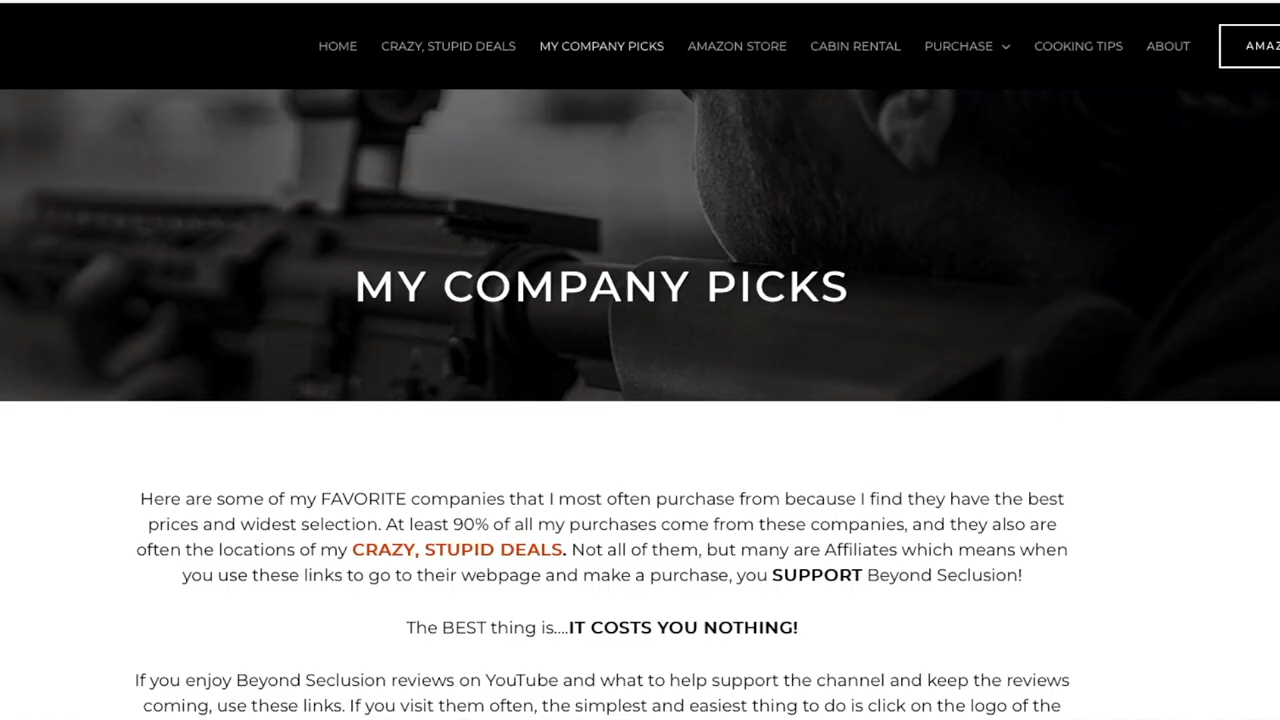 HOME CRAZY, STUPID DEALS MY COMPANY PICKS AMAZON STORE CABIN RENTAL PURCHASE COOKING TIPS ABOUT
MY COMPANY PICKS
Here are some of my FAVORITE companies that I most often purchase from because I find they have the best
prices and widest selection. At least 90% of all my purchases come from these companies, and they also are
often the locations of my CRAZY, STUPID DEALS. Not all of them, but many are Affiliates which means when
you use these links to go to their webpage and make a purchase, you SUPPORT Beyond Seclusion!
The BEST thing is....IT COSTS YOU NOTHING!
If you enjoy Beyond Seclusion reviews on YouTube and what to help support the channel and keep the reviews
coming, use these links. If you visit them often, the simplest and easiest thing to do is click on the logo of the